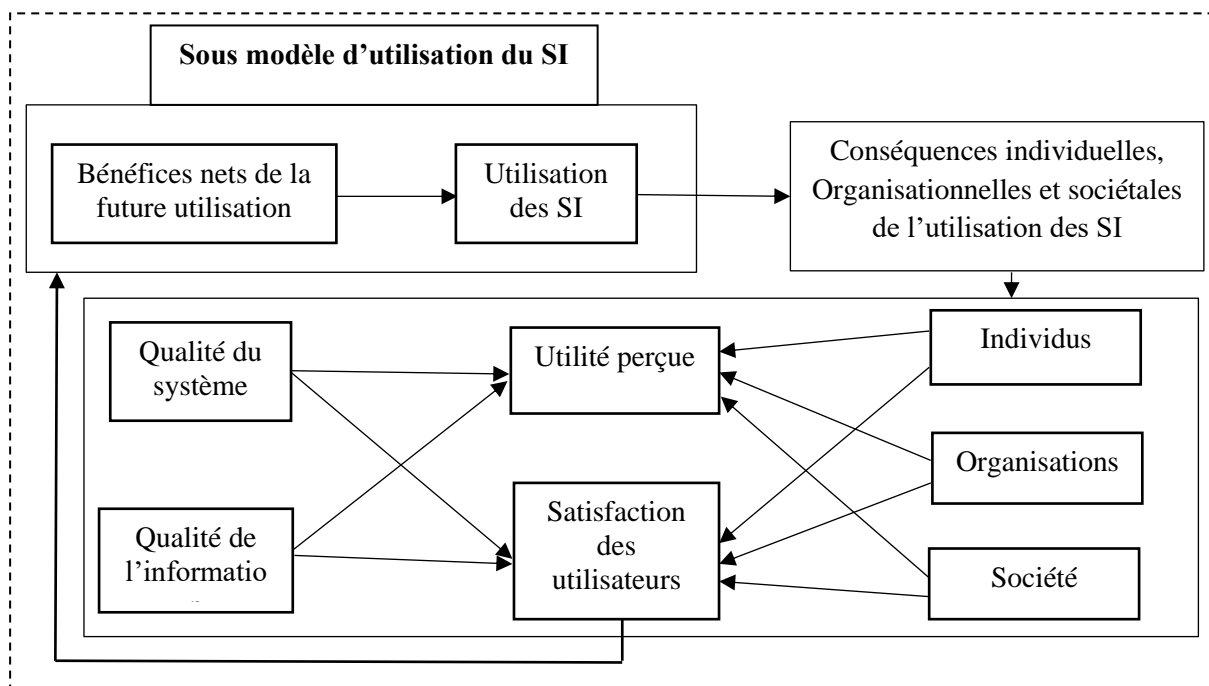 Sous modèle d’utilisation du SI
Bénéfices nets de la
future utilisation
Utilisation
des SI
Conséquences individuelles,
Organisationnelles et sociétales
de l’utilisation des SI
Qualité du
système
Utilité perçue
Individus
Organisations
Qualité de
l’informatio
Satisfaction
des
utilisateurs
Société